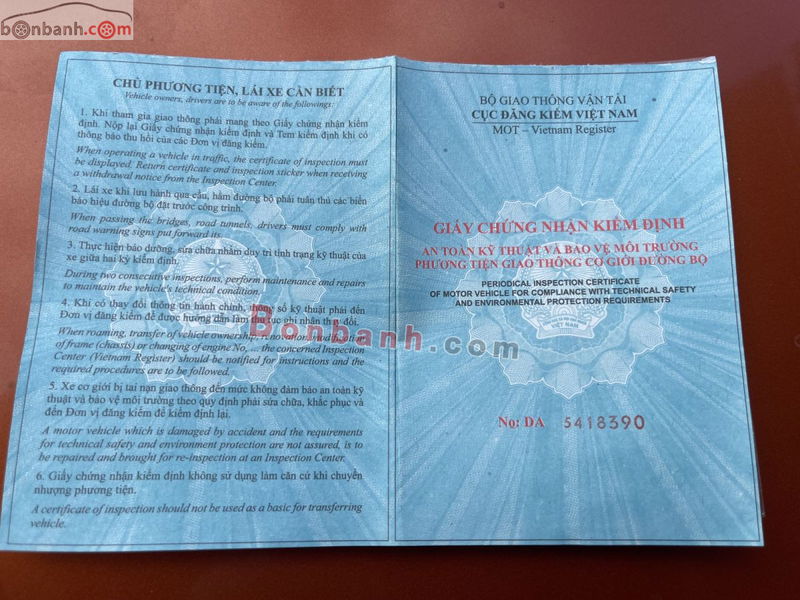 bonbanh.com
CHỦ PHƯƠNG TIỆN, LÁI XE CẦN BIẾT
Vehicle owners, drivers are to be aware of the followings:
1. Khi tham gia giao thông phải mang theo Giấy chứng nhận kiểm
định. Nộp lại Giấy chứng nhận kiểm định và Tem kiểm định khi có
thông báo thu hồi của các Đơn vị đăng kiểm.
When operating a vehicle in traffic, the certificate of inspection must
be displayed. Return certificate and inspection sticker when receiving
a withdrawal notice from the Inspection Center.
2. Lái xe khi lưu hành qua cầu, hầm đường bộ phải tuân thủ các biển
báo hiệu đường bộ đặt trước công trình.
When passing the bridges, road tunnels, drivers must comply with
road warning signs put forward its.
3. Thực hiện bảo dưỡng, sửa chữa nhằm duy trì tình trạng kỹ thuật của
xe giữa hai kỳ kiểm định.
During two consecutive inspections, perform maintenance and repairs
to maintain the vehicle's technical condition.
4. Khi có thay đổi thông tin hành chính, thông số kỹ thuật phải đến
Đơn vị đăng kiểm để được hướng dẫn làm thủ tục ghi nhận thay đổi.
When roaming, transfer of vehicle ownership, renovation/modification
of frame (chassis) or changing of engine No, ... the concerned Inspection
Center (Vietnam Register) should be notified for instructions and the
required procedures are to be followed.
5. Xe cơ giới bị tai nạn giao thông đến mức không đảm bảo an toàn kỹ
thuật và bảo vệ môi trường theo quy định phải sửa chữa, khắc phục và
đến Đơn vị đăng kiểm để kiểm định lại.
A motor vehicle which is damaged by accident and the requirements
for technical safety and environment protection are not assured, is to
be repaired and brought for re-inspection at an Inspection Center.
6. Giấy chứng nhận kiểm định không sử dụng làm căn cứ khi chuyển
nhượng phương tiện.
A certificate of inspection should not be used as a basic for transferring
vehicle.
BỘ GIAO THÔNG VẬN TẢI
CỤC ĐĂNG KIỂM VIỆT NAM
MOT – Vietnam Register
GIẤY CHỨNG NHẬN KIỂM ĐỊNH
AN TOÀN KỸ THUẬT VÀ BẢO VỆ MÔI TRƯỜNG
PHƯƠNG TIỆN GIAO THÔNG CƠ GIỚI ĐƯỜNG BỘ
PERIODICAL INSPECTION CERTIFICATE
OF MOTOR VEHICLE FOR COMPLIANCE WITH TECHNICAL SAFETY
AND ENVIRONMENTAL PROTECTION REQUIREMENTS
VIỆT NAM
Bonbanh.com
No: DA 5418390